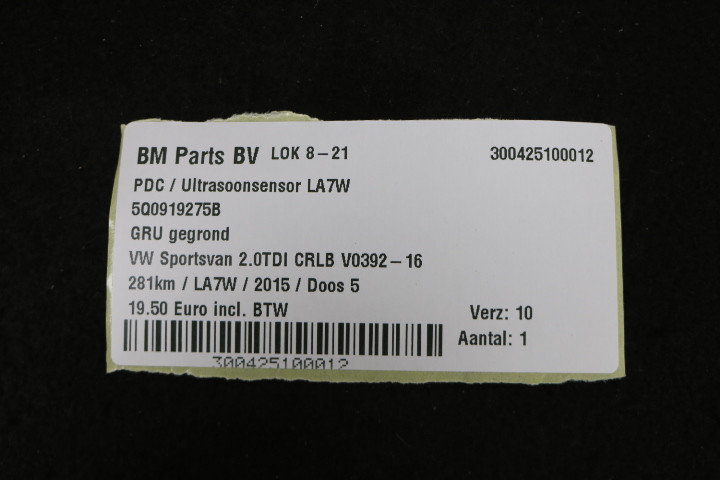 BM Parts BV LOK 8-21 300425100012
PDC / Ultrasoonsensor LA7W
5Q0919275B
GRU gegrond
VW Sportsvan 2.0TDI CRLB V0392-16
281km / LA7W / 2015 / Doos 5
19.50 Euro incl. BTW Verz: 10
Aantal: 1
300425100012